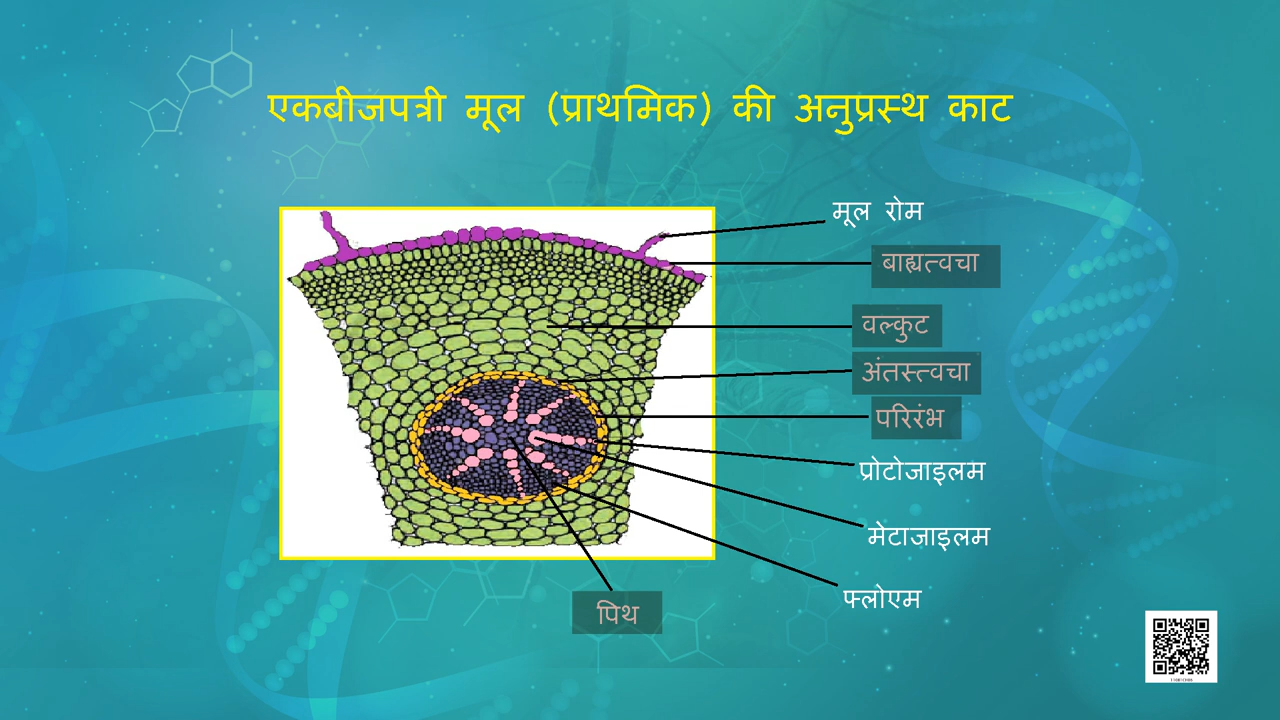 एकबीजपत्री मूल (प्राथमिक) की अनुप्रस्थ काट
मूल रोम
बाह्यत्वचा
वल्कुट
अंतस्त्वचा
परिरंभ
प्रोटोजाइलम
मेटाजाइलम
फ्लोएम
पिथ